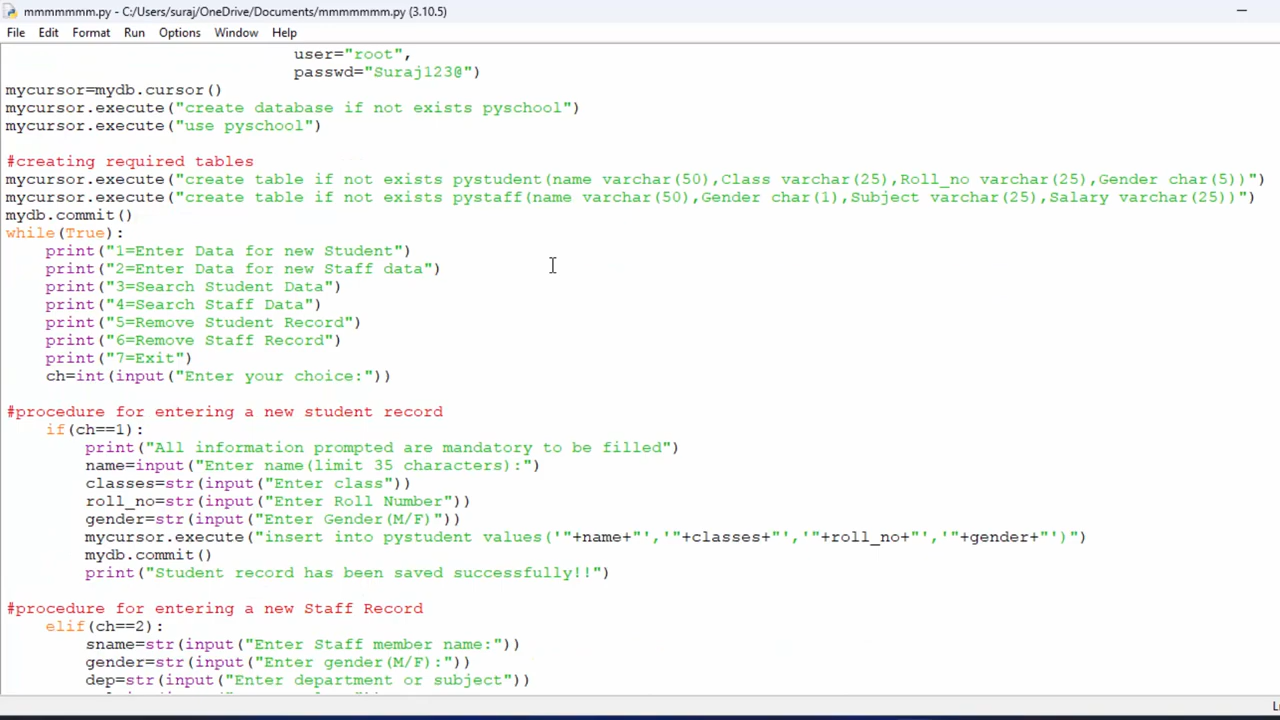 mmmmmmm.py - C:/Users/suraj/OneDrive/Documents/mmmmmmm.py (3.10.5)
File Edit Format Run Options Window Help
user="root",
passwd="Suraj123@")
mycursor=mydb.cursor()
mycursor.execute("create database if not exists pyschool")
mycursor.execute("use pyschool")
#creating required tables
mycursor.execute("create table if not exists pystudent(name varchar(50),Class varchar(25),Roll_no varchar(25),Gender char(5))")
mycursor.execute("create table if not exists pystaff(name varchar(50),Gender char(1),Subject varchar(25),Salary varchar(25))")
mydb.commit()
while(True):
    print("1=Enter Data for new Student")
    print("2=Enter Data for new Staff data")
    print("3=Search Student Data")
    print("4=Search Staff Data")
    print("5=Remove Student Record")
    print("6=Remove Staff Record")
    print("7=Exit")
    ch=int(input("Enter your choice:"))
#procedure for entering a new student record
    if(ch==1):
        print("All information prompted are mandatory to be filled")
        name=input("Enter name(limit 35 characters):")
        classes=str(input("Enter class"))
        roll_no=str(input("Enter Roll Number"))
        gender=str(input("Enter Gender(M/F)"))
        mycursor.execute("insert into pystudent values('"+name+"','"+classes+"','"+roll_no+"','"+gender+"')")
        mydb.commit()
        print("Student record has been saved successfully!!")
#procedure for entering a new Staff Record
    elif(ch==2):
        sname=str(input("Enter Staff member name:"))
        gender=str(input("Enter gender(M/F):"))
        dep=str(input("Enter department or subject"))